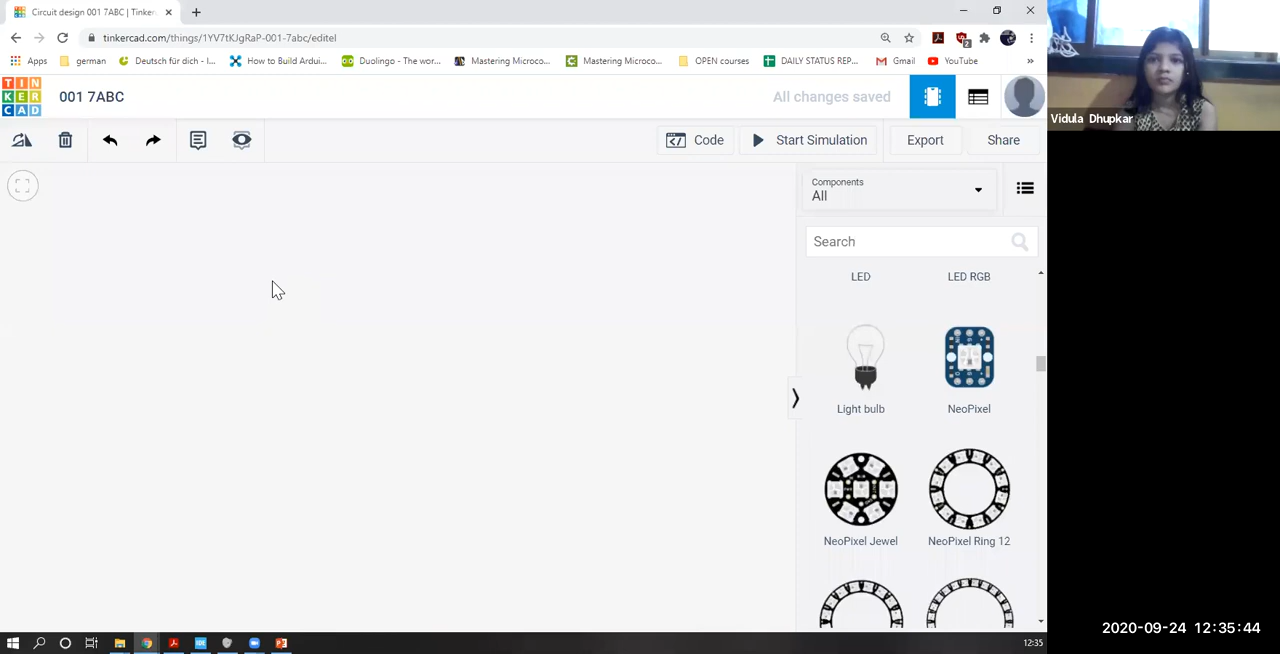 Circuit design 001 7ABC | Tinker
tinkercad.com/things/1YV7tKJgRaP-001-7abc/editel
Apps german Deutsch für dich - I... Duolingo - The wor... How to Build Ardui... Mastering Microco... Mastering Microco... OPEN courses DAILY STATUS REP... Gmail YouTube »
TIN
KER
CAD
001 7ABC
All changes saved
Code Start Simulation Export Share
Components
All
Search
LED LED RGB
Light bulb NeoPixel
NeoPixel Jewel NeoPixel Ring 12
12:35
Vidula Dhupkar
2020-09-24 12:35:44